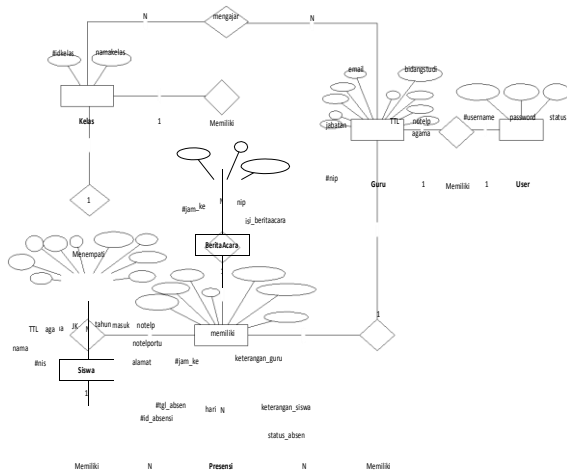 N mengajar N
#idkelas namakelas
email bidangstudi
Kelas 1 Memiliki
jabatan TTL notelp
agama
#username password status
#nip Guru 1 Memiliki 1 User
1
#jam_ke N nip
isi_beritaacara
BeritaAcara
Menempati
1
1
TTL aga a JK N tahun masuk notelp
memiliki
nama
notelportu
#nis Siswa alamat #jam_ke keterangan_guru
1
#tgl_absen hari N keterangan_siswa
#id_absensi
status_absen
Memiliki N Presensi N Memiliki